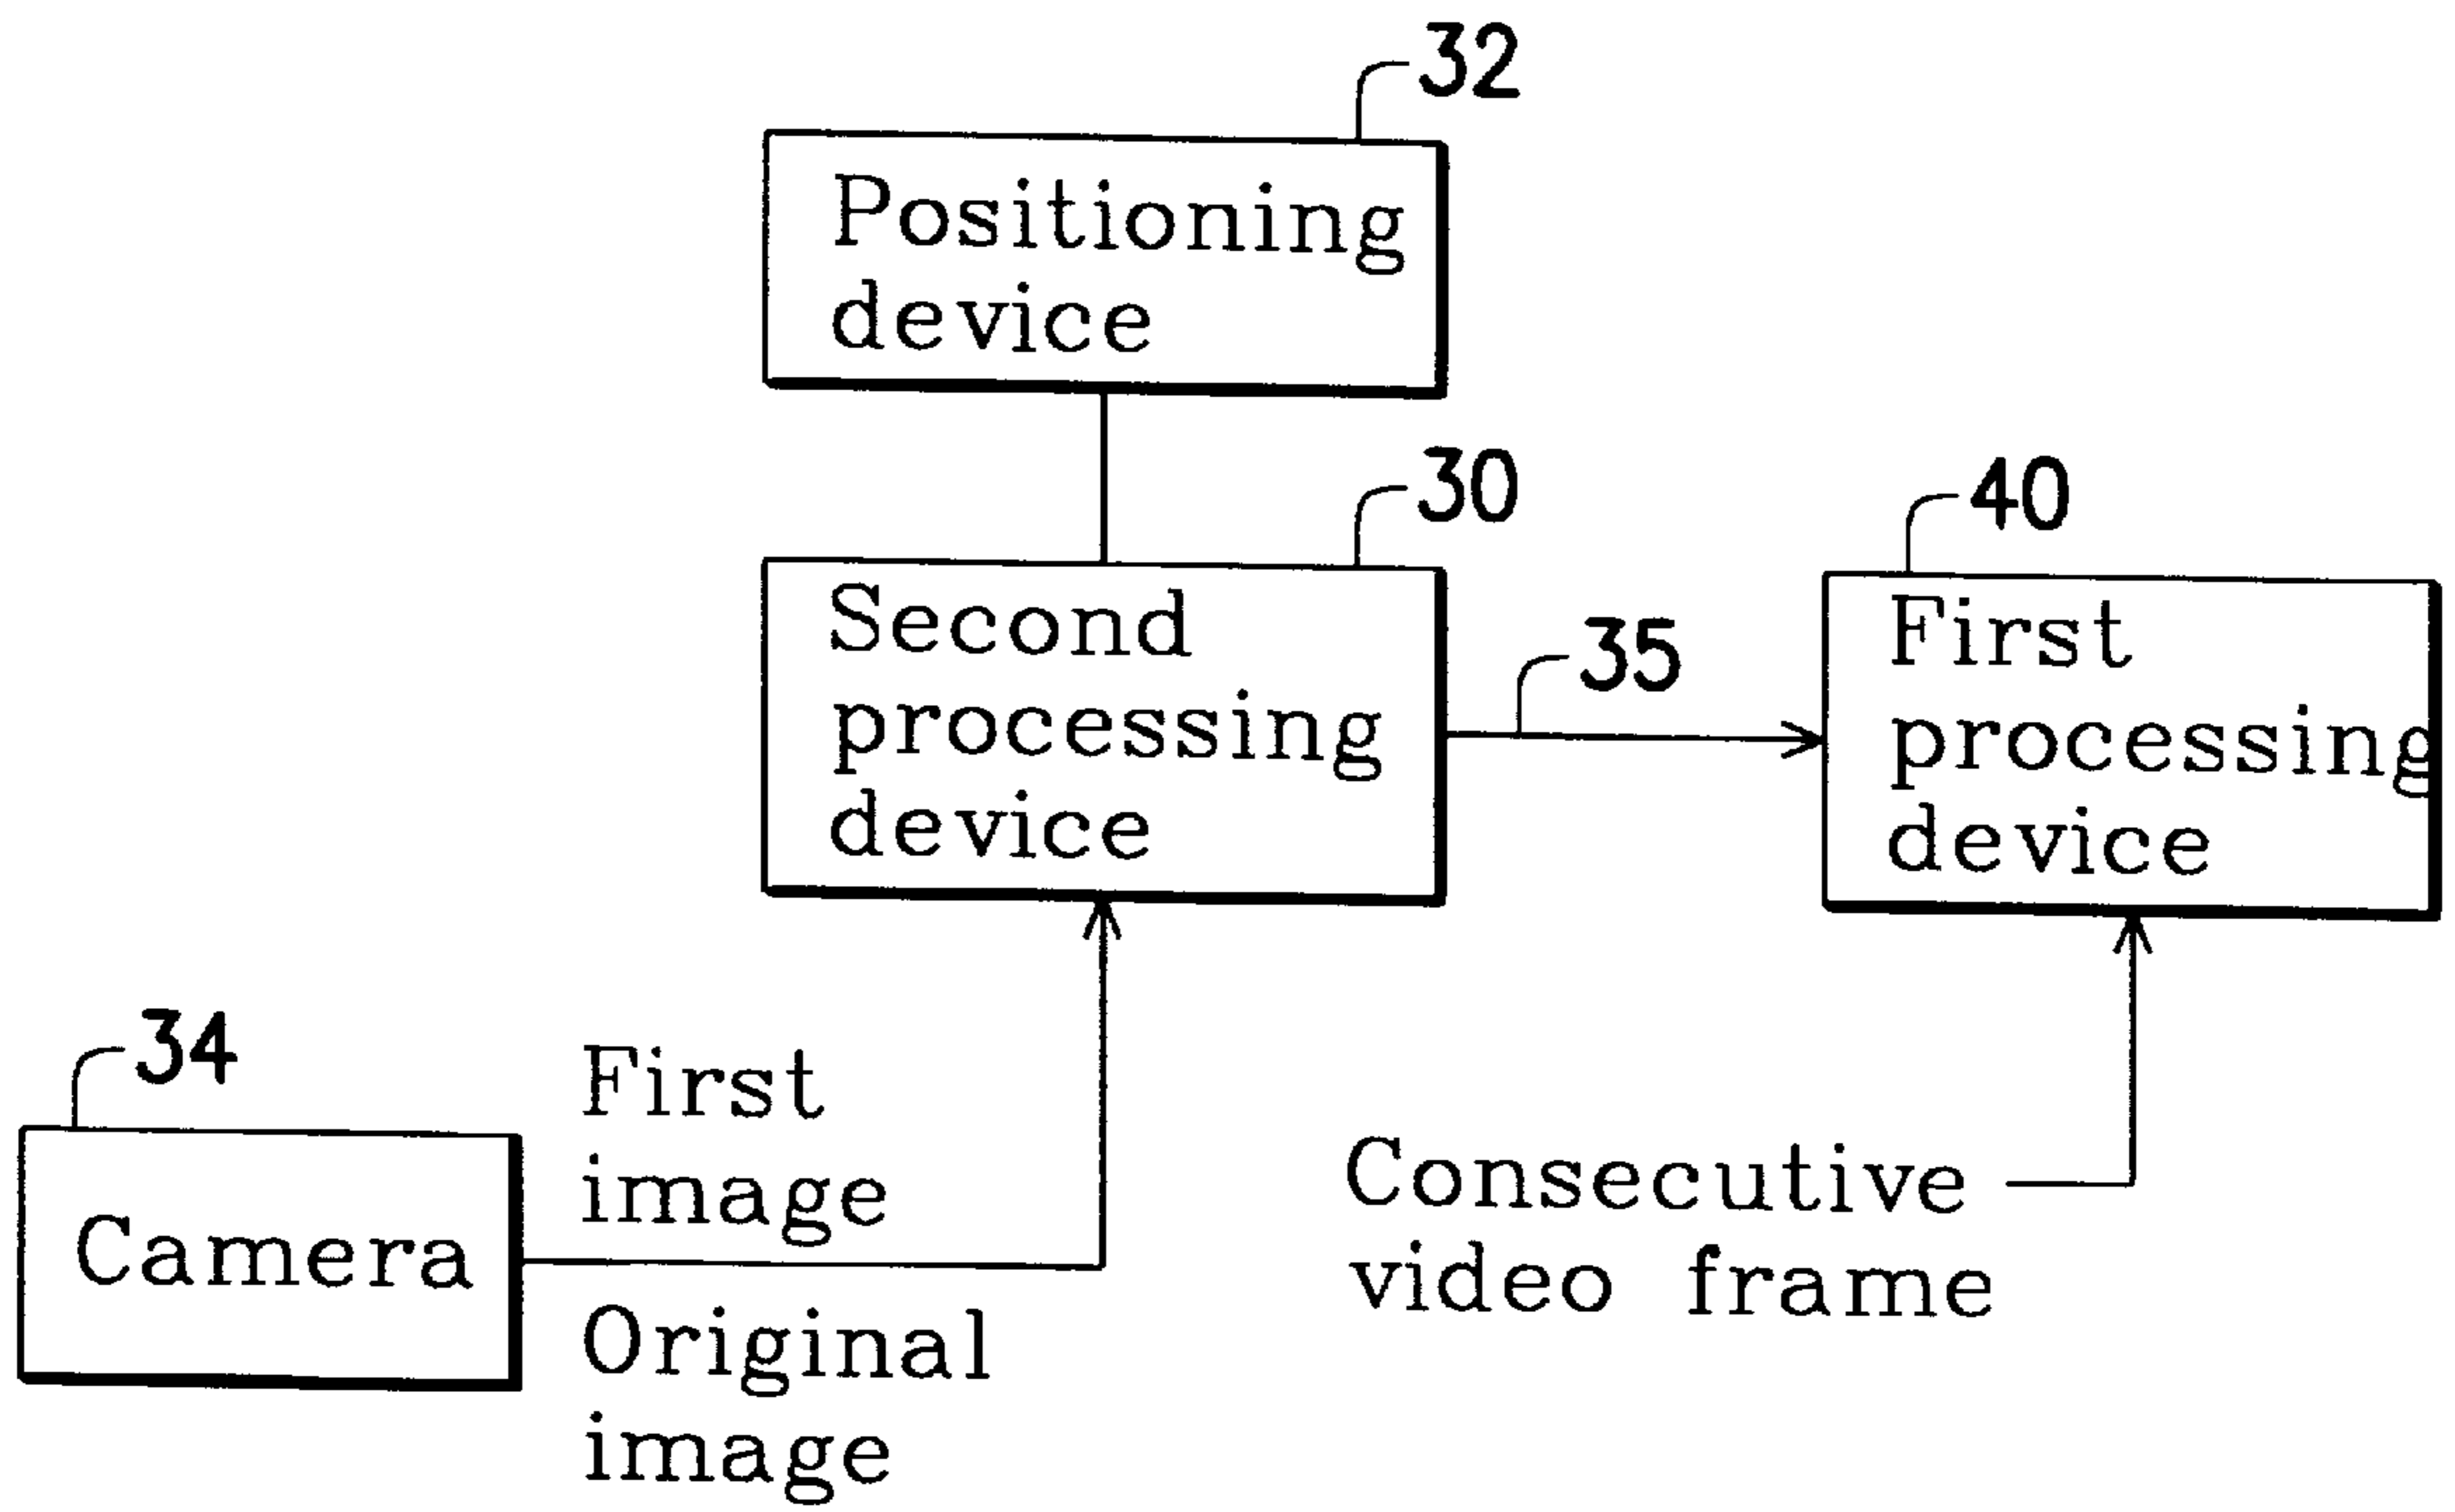 32
Positioning
device
30
Second
processing
device
35
40
First
processing
device
34
Camera
First
image
Original
image
Consecutive
video frame